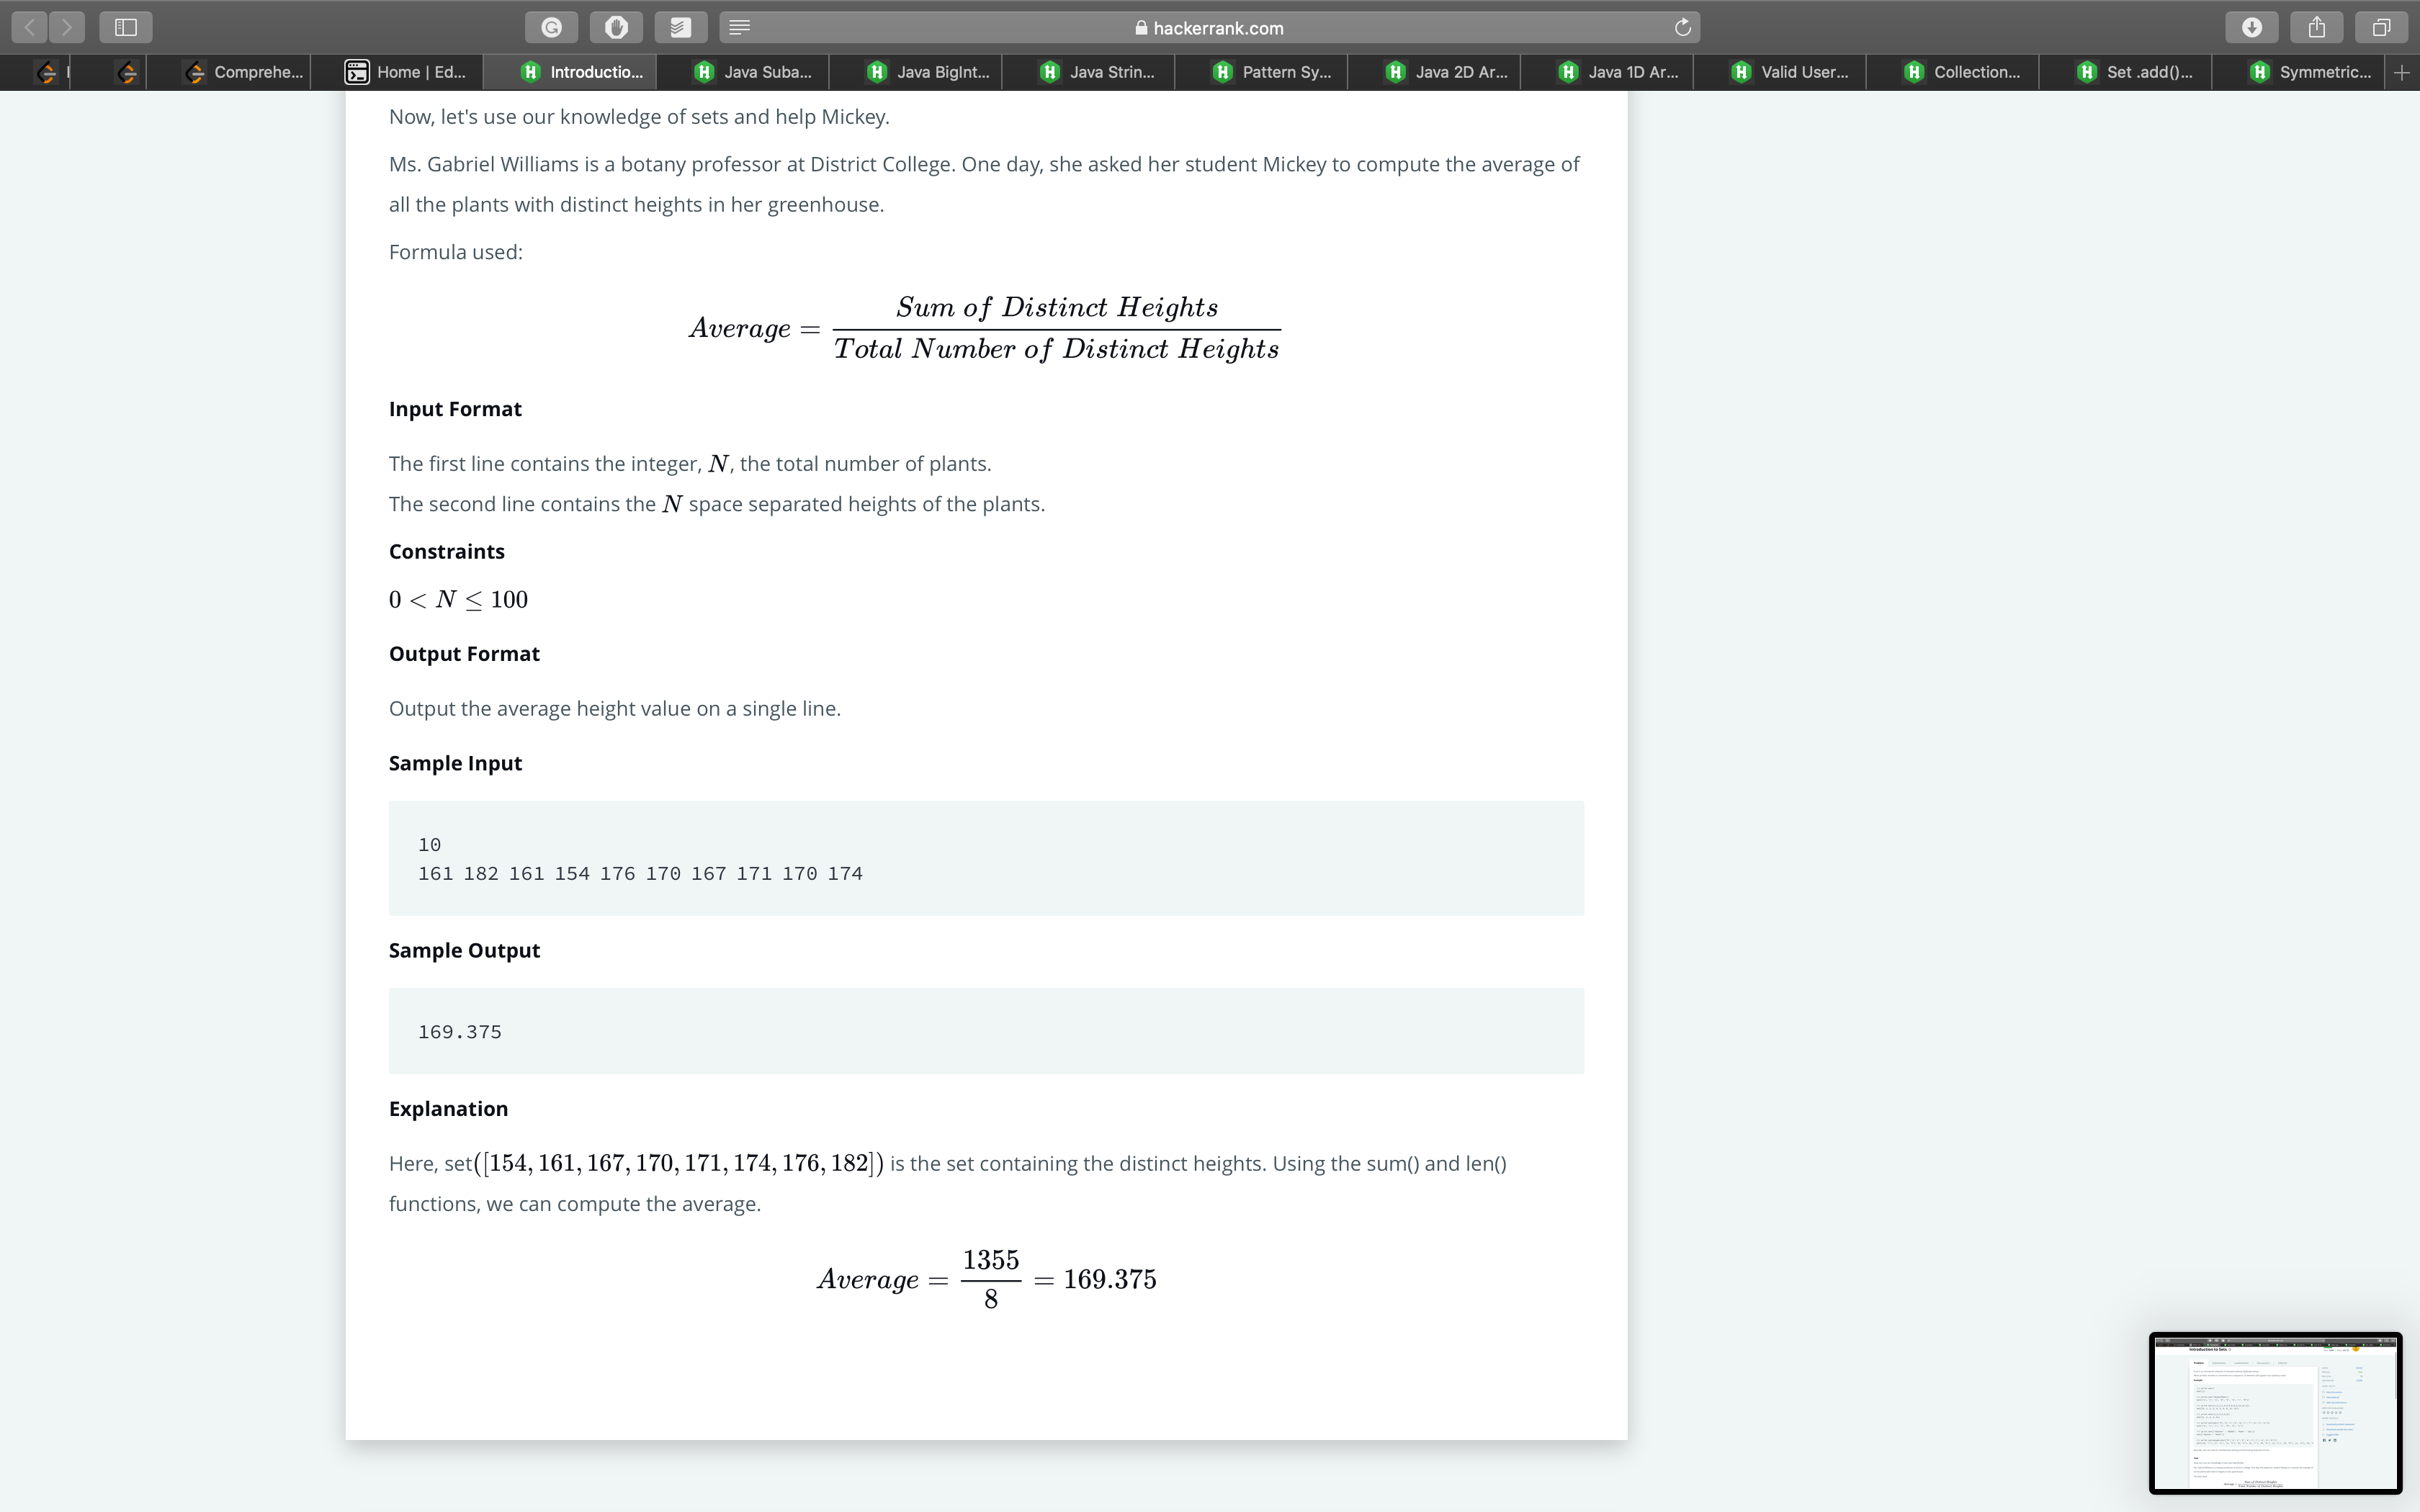 hackerrank.com
Comprehe...
Home | Ed...
Introductio...
Java Suba...
Java BigInt...
Java Strin...
Pattern Sy...
Java 2D Ar...
Java 1D Ar...
Valid User...
Collection...
Set .add()...
Symmetric...
Now, let's use our knowledge of sets and help Mickey.
Ms. Gabriel Williams is a botany professor at District College. One day, she asked her student Mickey to compute the average of
all the plants with distinct heights in her greenhouse.
Formula used:
Average = Sum of Distinct Heights / Total Number of Distinct Heights
Input Format
The first line contains the integer, N, the total number of plants.
The second line contains the N space separated heights of the plants.
Constraints
0 < N ≤ 100
Output Format
Output the average height value on a single line.
Sample Input
10
161 182 161 154 176 170 167 171 170 174
Sample Output
169.375
Explanation
Here, set([154, 161, 167, 170, 171, 174, 176, 182]) is the set containing the distinct heights. Using the sum() and len()
functions, we can compute the average.
Average = 1355 / 8 = 169.375
Introduction to Sets